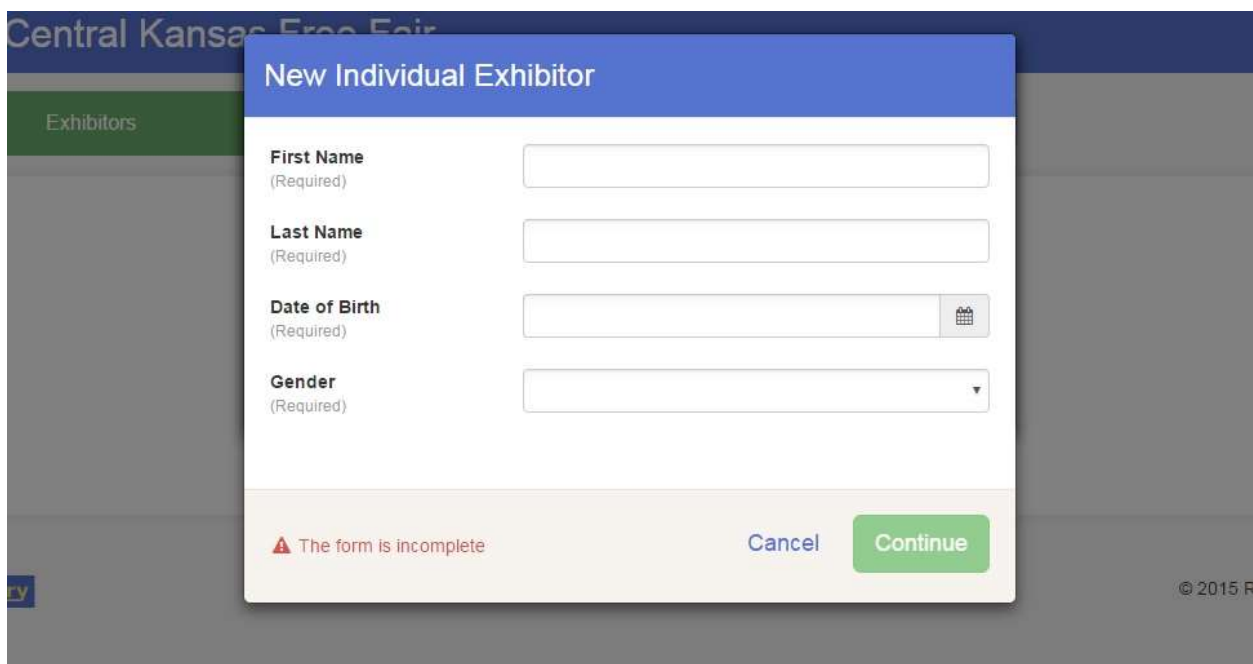 Central Kansas Free Fair
New Individual Exhibitor
Exhibitors
First Name
(Required)
Last Name
(Required)
Date of Birth
(Required)
Gender
(Required)
The form is incomplete
Cancel
Continue
ry
© 2015 R